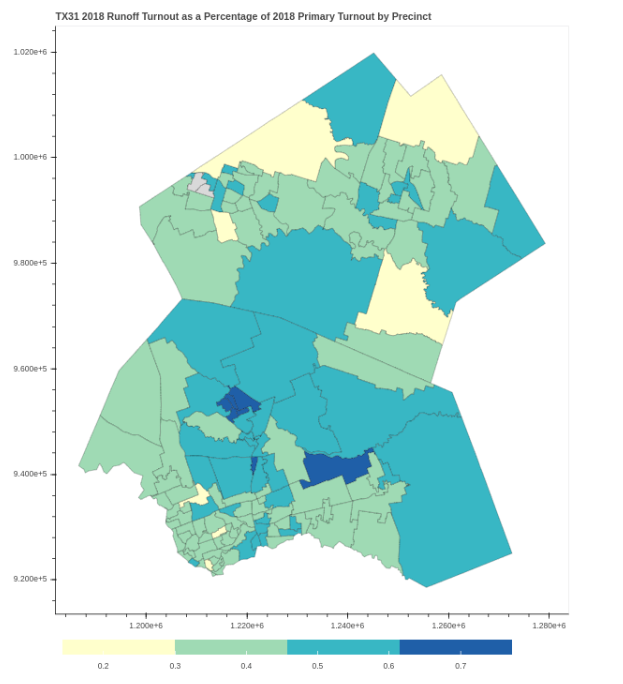 TX31 2018 Runoff Turnout as a Percentage of 2018 Primary Turnout by Precinct
1.020e+6
1.000e+6
9.800e+5
9.600e+5
9.400e+5
9.200e+5
1.200e+6 1.220e+6 1.240e+6 1.260e+6 1.280e+6
0.2 0.3 0.4 0.5 0.6 0.7